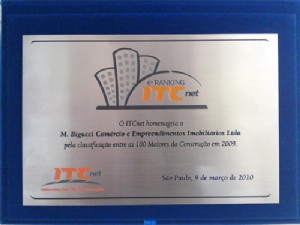 e-RANKING
ITC net
O ITCnet homenageia a
M. Bigucci Comércio e Empreendimentos Imobiliários Ltda
pela classificação entre as 100 Maiores da Construção em 2009.
ITC net
São Paulo, 9 de março de 2010